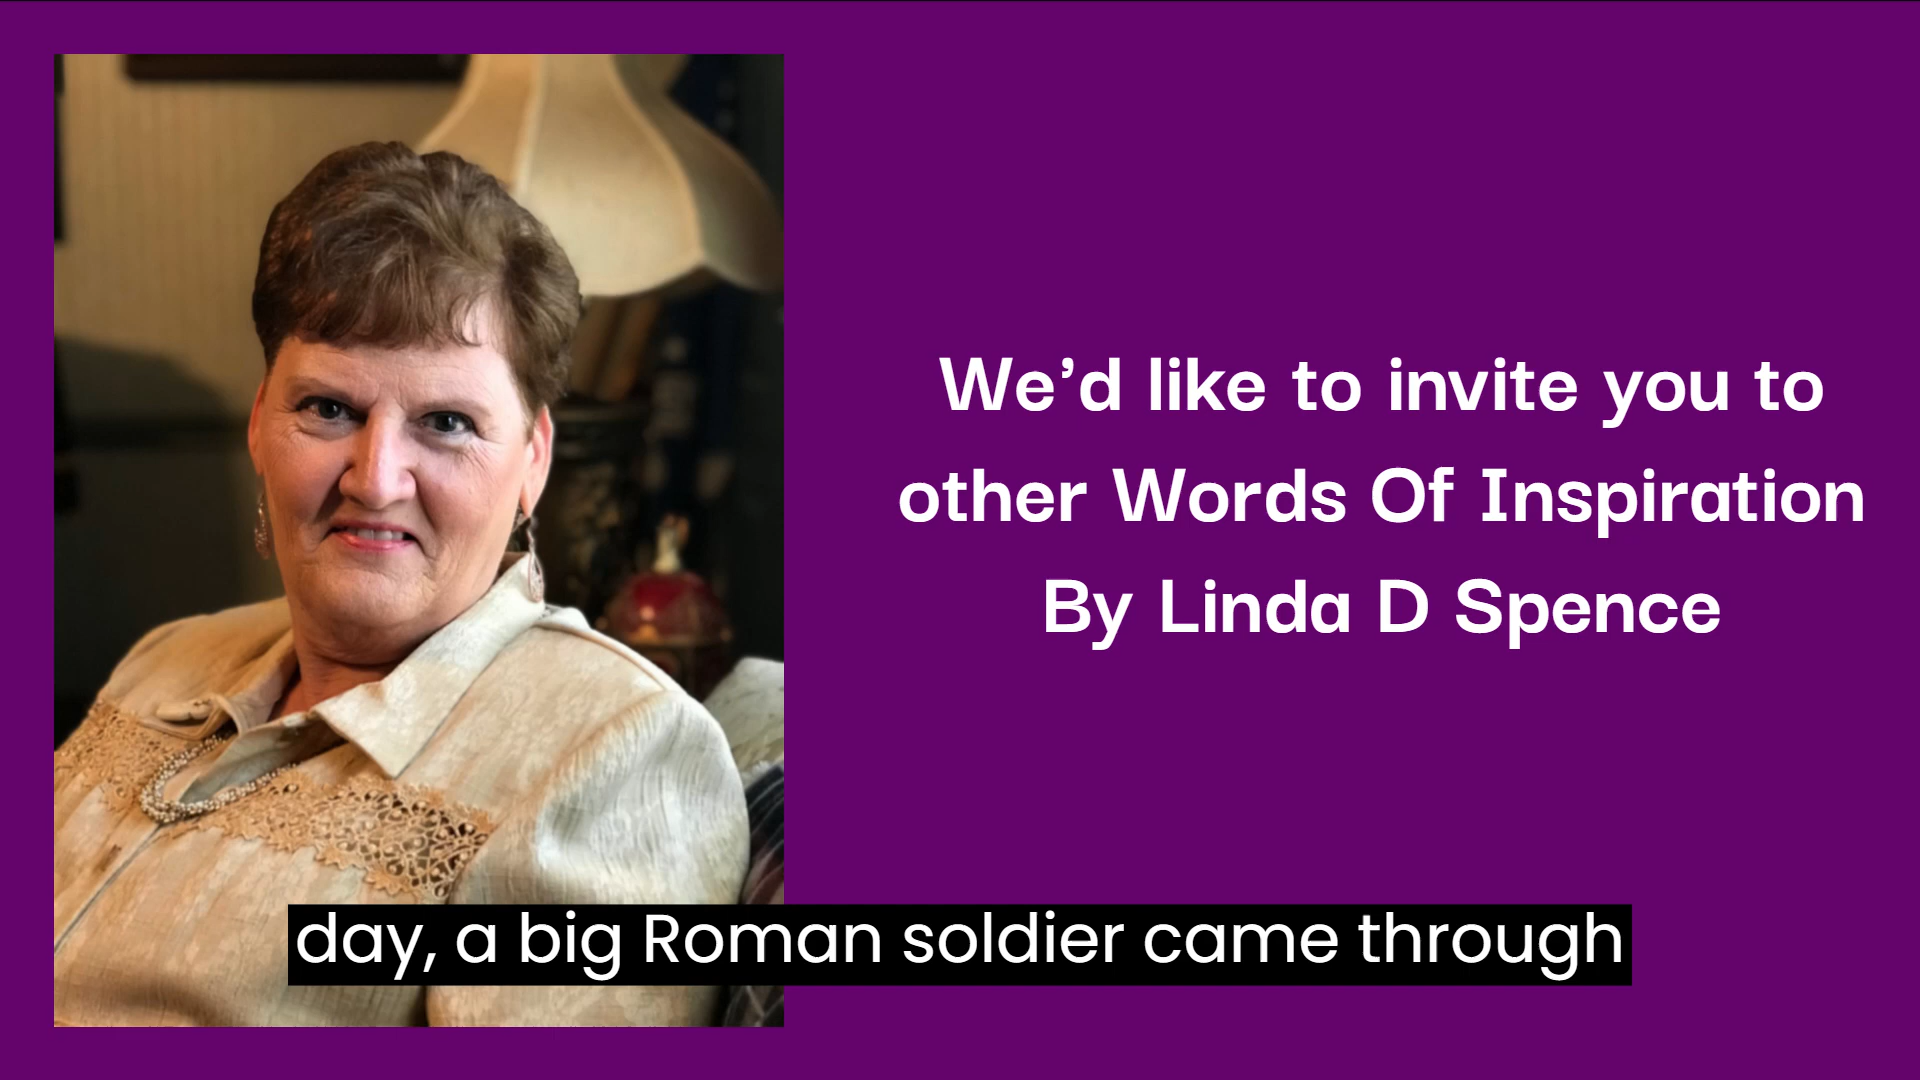 We'd like to invite you to
other Words Of Inspiration
By Linda D Spence
day, a big Roman soldier came through